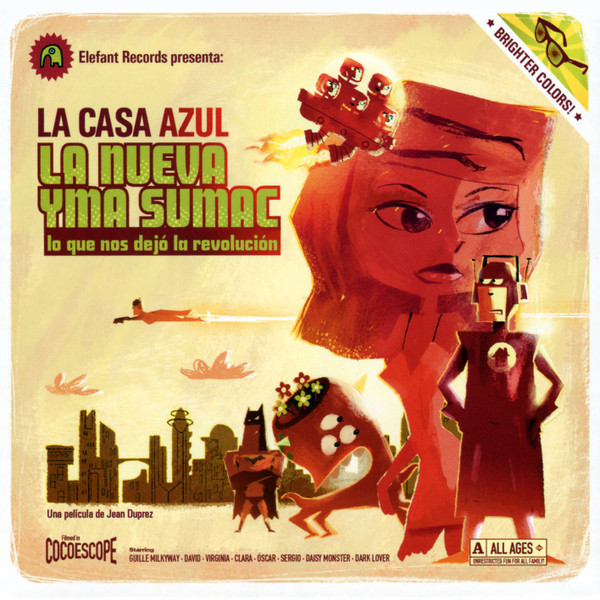 Elefant Records presenta:
BRIGHTER COLORS!
LA CASA AZUL
LA NUEVA
YMA SUMAC
lo que nos dejó la revolución
Una película de Jean Duprez
Filmed in
COCOESCOPE
Starring
GUILLE MILKYWAY · DAVID · VIRGINIA · CLARA · ÓSCAR · SERGIO · DAISY MONSTER · DARK LOVER
A ALL AGES
UNRESTRICTED FUN FOR ALL FAMILY!